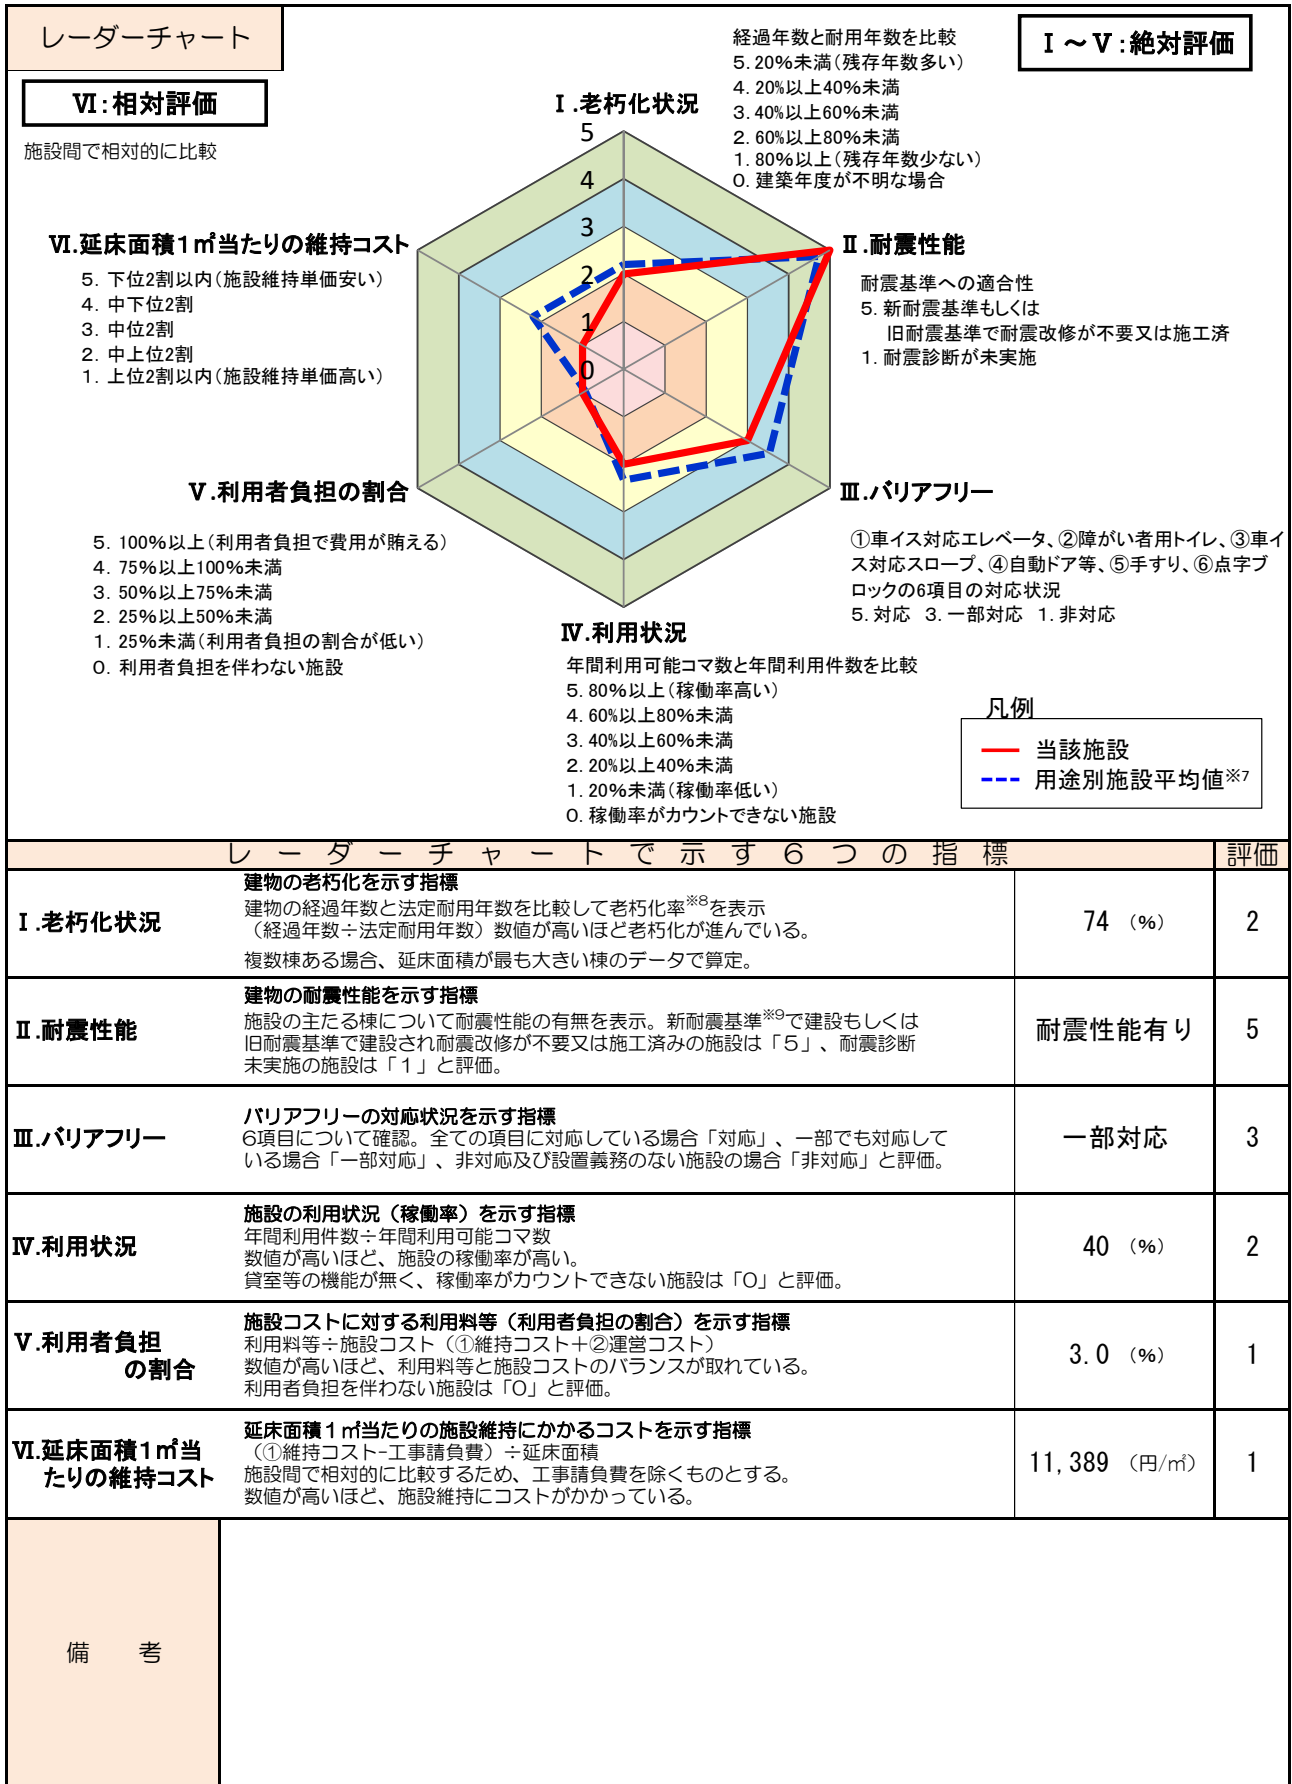 レーダーチャート
Ⅰ～Ⅴ:絶対評価
Ⅵ:相対評価
施設間で相対的に比較
Ⅰ.老朽化状況
経過年数と耐用年数を比較
5.20%未満(残存年数多い)
4.20%以上40%未満
3.40%以上60%未満
2.60%以上80%未満
1.80%以上(残存年数少ない)
0.建築年度が不明な場合
5
4
3
2
1
0
Ⅱ.耐震性能
耐震基準への適合性
5.新耐震基準もしくは
旧耐震基準で耐震改修が不要又は施工済
1.耐震診断が未実施
Ⅲ.バリアフリー
①車イス対応エレベータ、②障がい者用トイレ、③車イ
ス対応スロープ、④自動ドア等、⑤手すり、⑥点字ブ
ロックの6項目の対応状況
5.対応 3.一部対応 1.非対応
Ⅳ.利用状況
年間利用可能コマ数と年間利用件数を比較
5.80%以上(稼働率高い)
4.60%以上80%未満
3.40%以上60%未満
2.20%以上40%未満
1.20%未満(稼働率低い)
0.稼働率がカウントできない施設
Ⅴ.利用者負担の割合
5.100%以上(利用者負担で費用が賄える)
4.75%以上100%未満
3.50%以上75%未満
2.25%以上50%未満
1.25%未満(利用者負担の割合が低い)
0.利用者負担を伴わない施設
Ⅵ.延床面積1㎡当たりの維持コスト
5.下位2割以内(施設維持単価安い)
4.中下位2割
3.中位2割
2.中上位2割
1.上位2割以内(施設維持単価高い)
凡例
当該施設
用途別施設平均値※7
レーダーチャートで示す6つの指標 評価
Ⅰ.老朽化状況
建物の老朽化を示す指標
建物の経過年数と法定耐用年数を比較して老朽化率※8を表示
（経過年数÷法定耐用年数）数値が高いほど老朽化が進んでいる。
複数棟ある場合、延床面積が最も大きい棟のデータで算定。
74 (%) 2
Ⅱ.耐震性能
建物の耐震性能を示す指標
施設の主たる棟について耐震性能の有無を表示。新耐震基準※9で建設もしくは
旧耐震基準で建設され耐震改修が不要又は施工済みの施設は「5」、耐震診断
未実施の施設は「1」と評価。
耐震性能有り 5
Ⅲ.バリアフリー
バリアフリーの対応状況を示す指標
6項目について確認。全ての項目に対応している場合「対応」、一部でも対応して
いる場合「一部対応」、非対応及び設置義務のない施設の場合「非対応」と評価。
一部対応 3
Ⅳ.利用状況
施設の利用状況（稼働率）を示す指標
年間利用件数÷年間利用可能コマ数
数値が高いほど、施設の稼働率が高い。
貸室等の機能が無く、稼働率がカウントできない施設は「0」と評価。
40 (%) 2
Ⅴ.利用者負担
の割合
施設コストに対する利用料等（利用者負担の割合）を示す指標
利用料等÷施設コスト（①維持コスト+②運営コスト）
数値が高いほど、利用料等と施設コストのバランスが取れている。
利用者負担を伴わない施設は「0」と評価。
3.0 (%) 1
Ⅵ.延床面積1㎡当
たりの維持コスト
延床面積1㎡当たりの施設維持にかかるコストを示す指標
（①維持コスト-工事請負費）÷延床面積
施設間で相対的に比較するため、工事請負費を除くものとする。
数値が高いほど、施設維持にコストがかかっている。
11,389 (円/㎡) 1
備 考